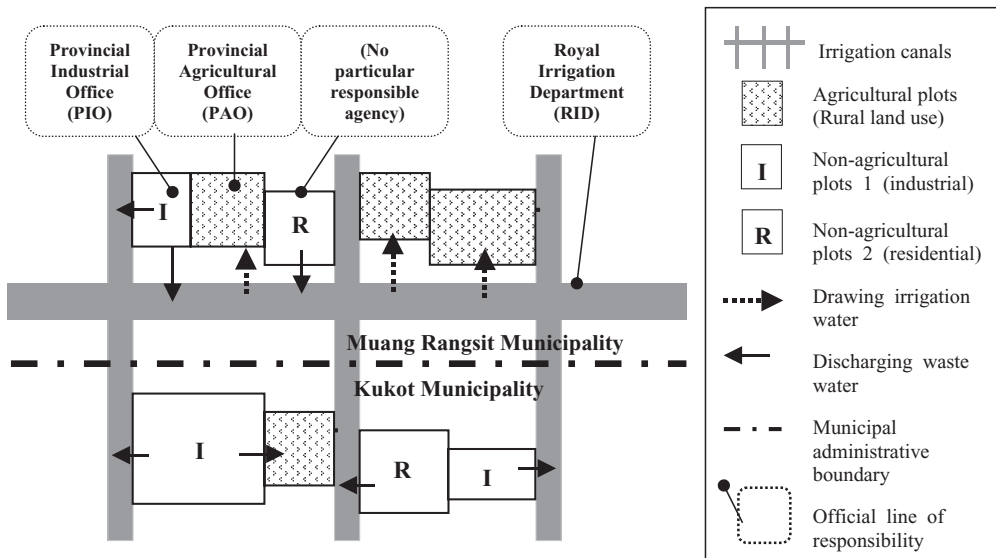 Provincial
Industrial
Office
(PIO)
Provincial
Agricultural
Office
(PAO)
(No
particular
responsible
agency)
Royal
Irrigation
Department
(RID)
I
R
Muang Rangsit Municipality
Kukot Municipality
I
R
I
Irrigation canals
Agricultural plots
(Rural land use)
I
Non-agricultural
plots 1 (industrial)
R
Non-agricultural
plots 2 (residential)
Drawing irrigation
water
Discharging waste
water
Municipal
administrative
boundary
Official line of
responsibility